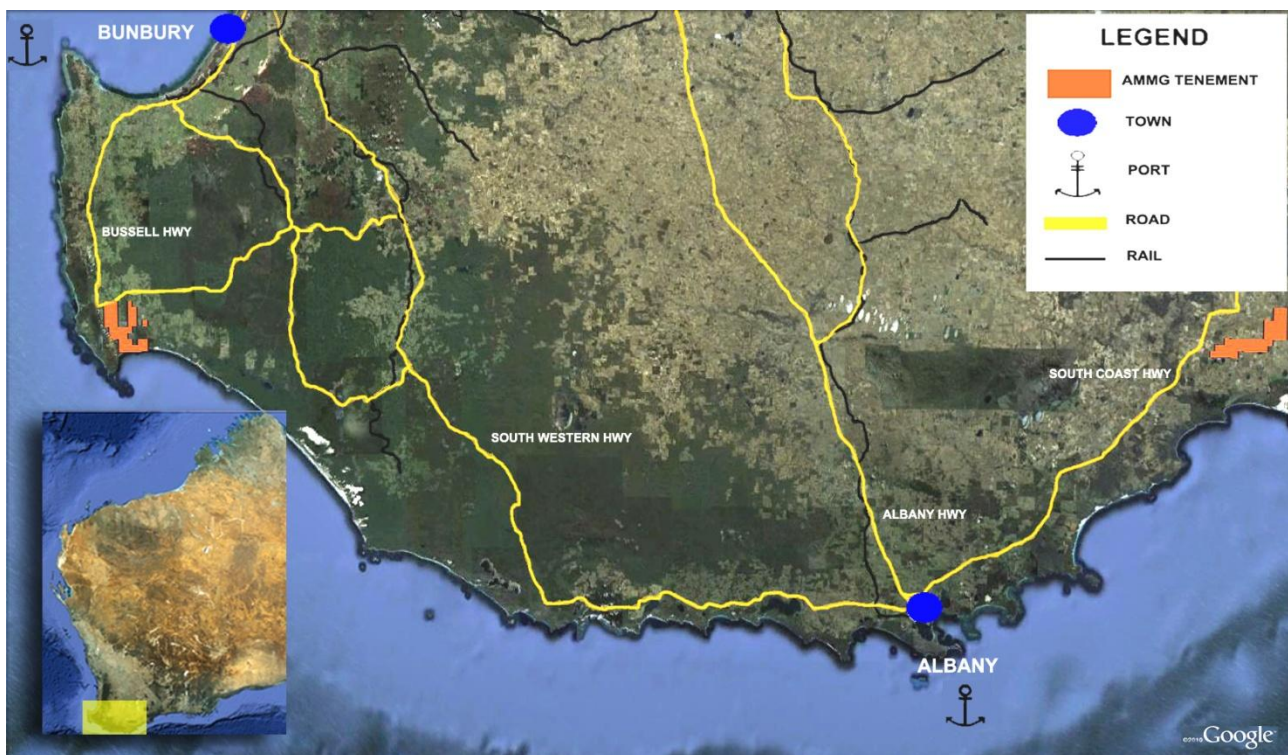 BUNBURY
LEGEND
AMMG TENEMENT
TOWN
PORT
ROAD
RAIL
BUSSELL HWY
SOUTH COAST HWY
SOUTH WESTERN HWY
ALBANY HWY
ALBANY
©2010 Google